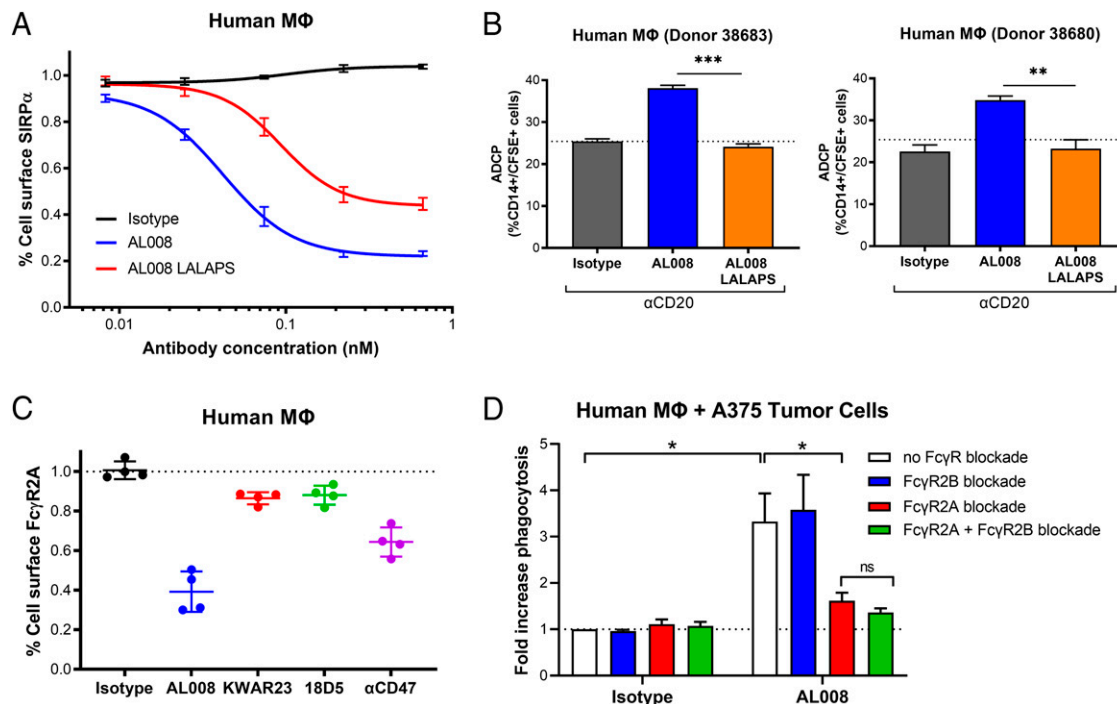 A
Human MΦ
% Cell surface SIRPα
1.0
0.8
0.6
0.4
0.2
0.0
Isotype
AL008
AL008 LALAPS
0.01
0.1
1
Antibody concentration (nM)
B
Human MΦ (Donor 38683)
ADCP
(%CD14+/CFSE+ cells)
40
30
20
10
0
***
Isotype
AL008
AL008
LALAPS
αCD20
Human MΦ (Donor 38680)
ADCP
(%CD14+/CFSE+ cells)
40
30
20
10
0
**
Isotype
AL008
AL008
LALAPS
αCD20
C
Human MΦ
% Cell surface FcγR2A
1.0
0.8
0.6
0.4
0.2
0.0
Isotype
AL008
KWAR23
18D5
αCD47
D
Human MΦ + A375 Tumor Cells
Fold increase phagocytosis
5
4
3
2
1
0
*
*
ns
no FcγR blockade
FcγR2B blockade
FcγR2A blockade
FcγR2A + FcγR2B blockade
Isotype
AL008